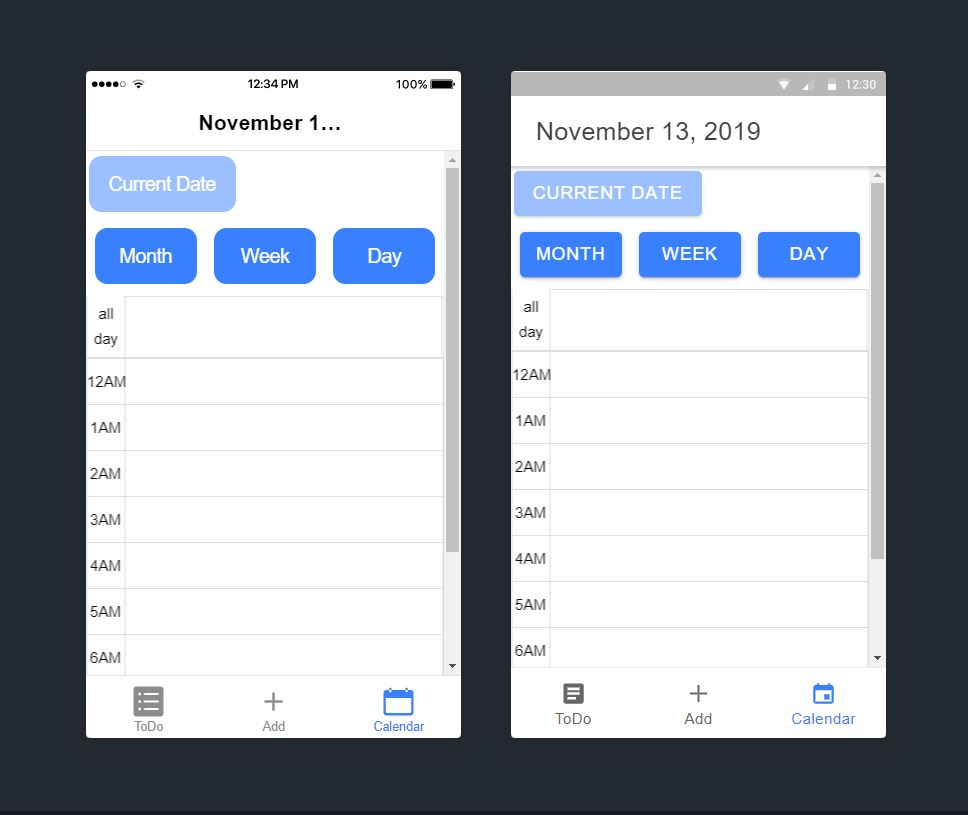 12:34 PM 100%
November 1...
Current Date
Month Week Day
all
day
12AM
1AM
2AM
3AM
4AM
5AM
6AM
ToDo Add Calendar
12:30
November 13, 2019
CURRENT DATE
MONTH WEEK DAY
all
day
12AM
1AM
2AM
3AM
4AM
5AM
6AM
ToDo Add Calendar